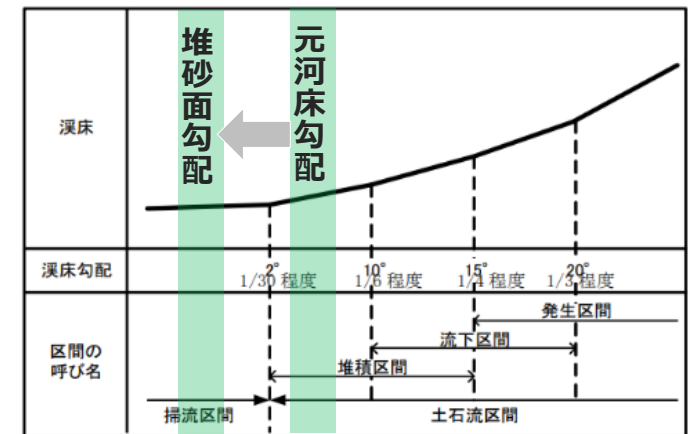 堆砂面勾配
元河床勾配
渓床
渓床勾配
2°
10°
15°
20°
1/30 程度
1/6 程度
1/4 程度
1/3 程度
区間の
呼び名
発生区間
流下区間
堆積区間
掃流区間
土石流区間